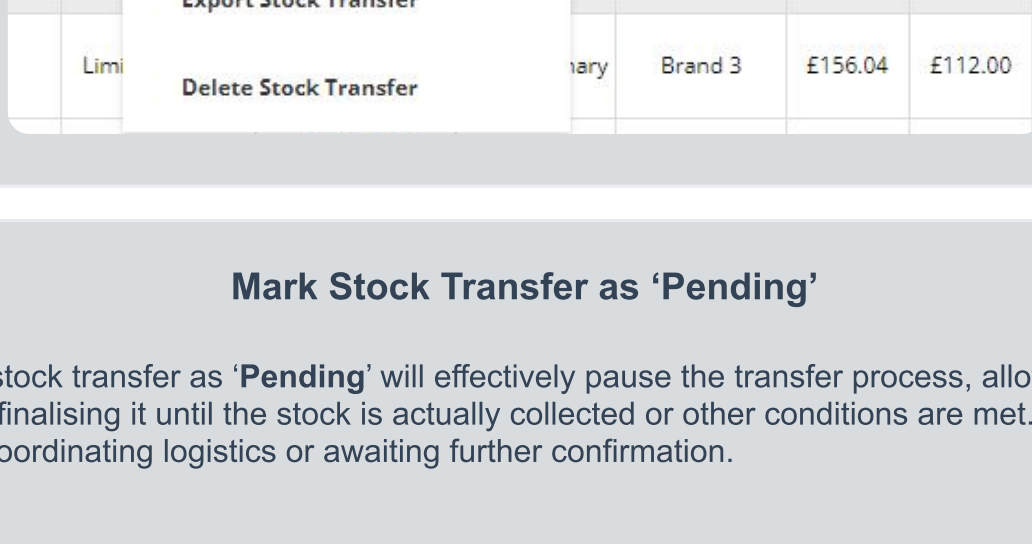 Export Stock Transfer
Limi
nary Brand 3 £156.04 £112.00
Delete Stock Transfer
Mark Stock Transfer as ‘Pending’
stock transfer as ‘Pending’ will effectively pause the transfer process, allo
finalising it until the stock is actually collected or other conditions are met.
oordinating logistics or awaiting further confirmation.